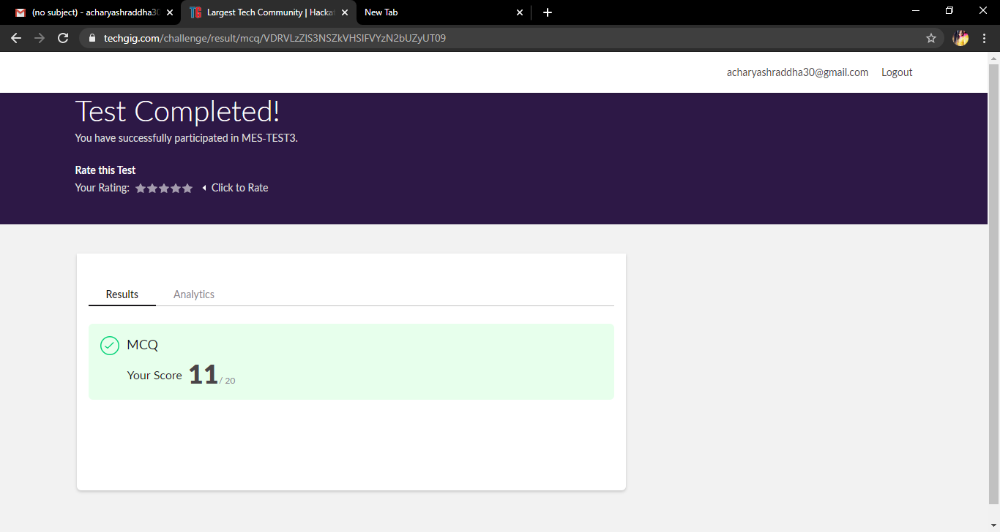 (no subject) - acharyashraddha30
Largest Tech Community | Hackat
New Tab
techgig.com/challenge/result/mcq/VDRVLzZlS3NSZkVHSlFVYzN2bUZyUT09
acharyashraddha30@gmail.com Logout
Test Completed!
You have successfully participated in MES-TEST3.
Rate this Test
Your Rating: Click to Rate
Results Analytics
MCQ
Your Score 11 / 20